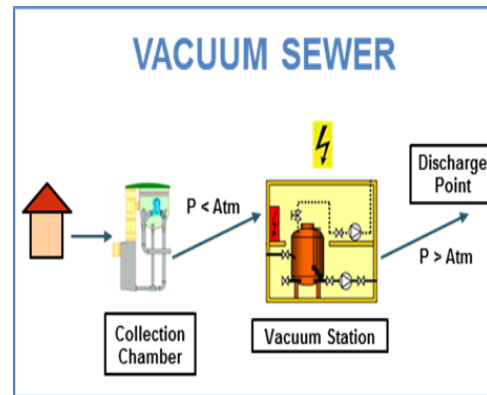 VACUUM SEWER
Discharge
Point
P < Atm
P > Atm
Collection
Chamber
Vacuum Station